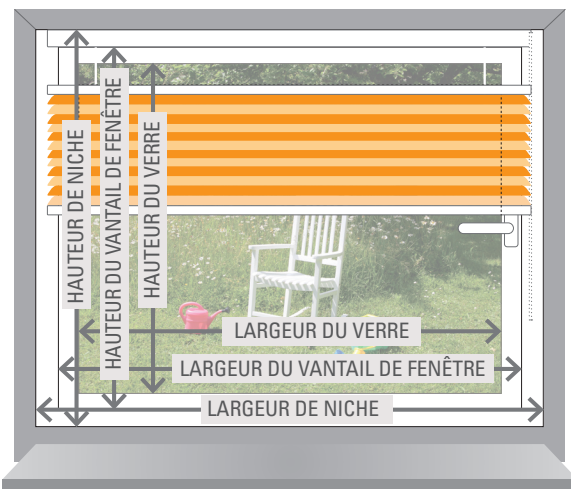 HAUTEUR DE NICHE
HAUTEUR DU VANTAIL DE FENÊTRE
HAUTEUR DU VERRE
LARGEUR DU VERRE
LARGEUR DU VANTAIL DE FENÊTRE
LARGEUR DE NICHE